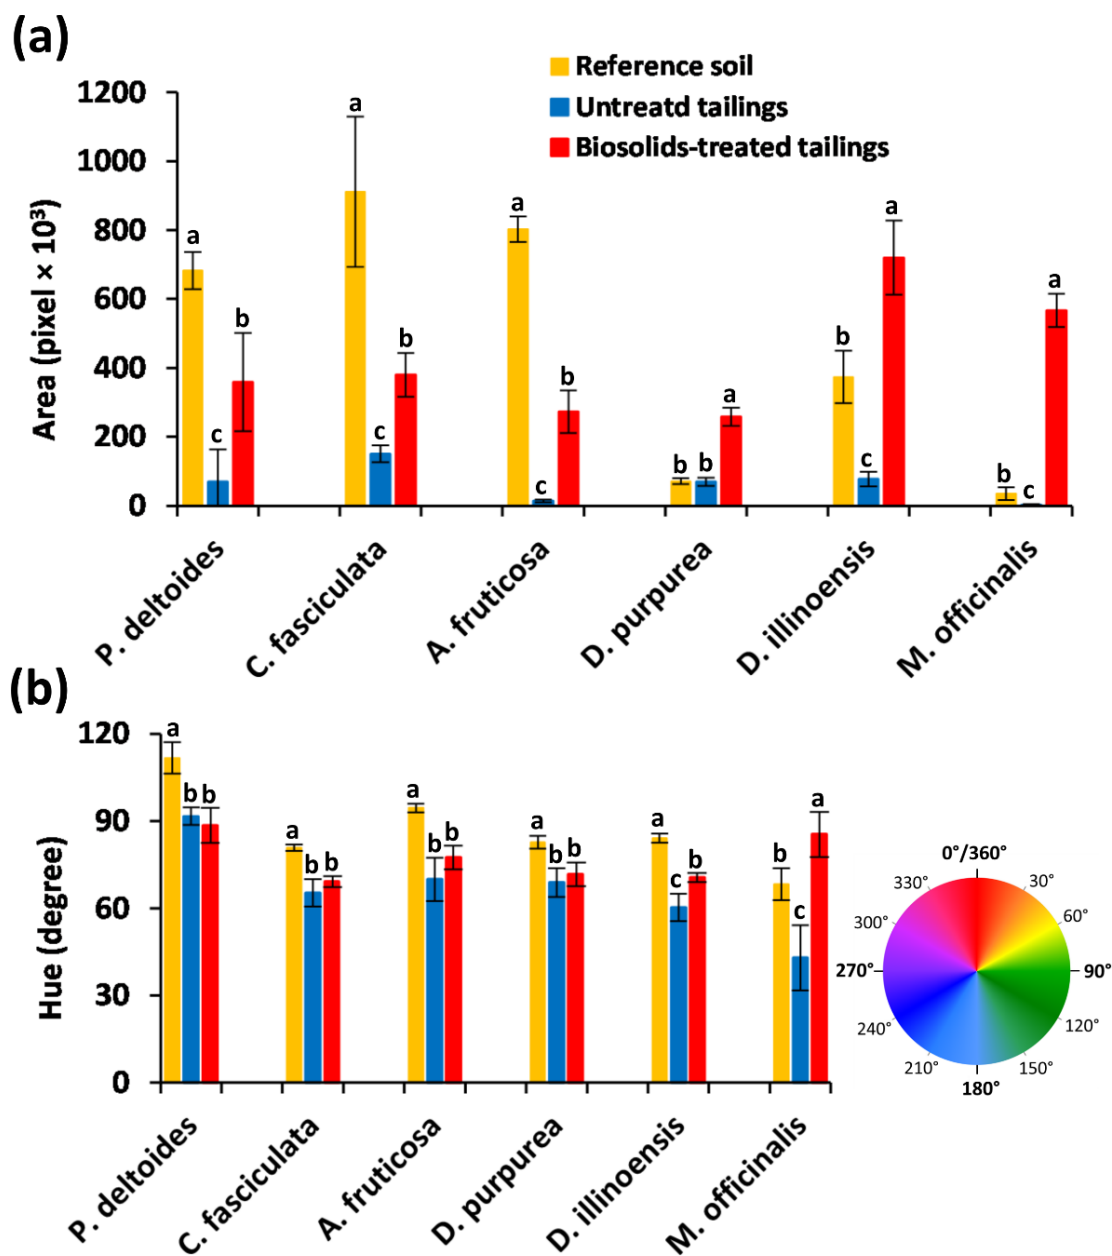 (a)
Reference soil
Untreatd tailings
Biosolids-treated tailings
Area (pixel × 10³)
1200
1000
800
600
400
200
0
a
c
b
a
c
b
a
c
b
b
b
a
b
c
a
b
c
a
P. deltoides
C. fasciculata
A. fruticosa
D. purpurea
D. illinoensis
M. officinalis
(b)
Hue (degree)
120
90
60
30
0
a
b
b
a
b
b
a
b
b
a
b
b
a
c
b
b
c
a
P. deltoides
C. fasciculata
A. fruticosa
D. purpurea
D. illinoensis
M. officinalis
0°/360°
30°
60°
90°
120°
150°
180°
210°
240°
270°
300°
330°